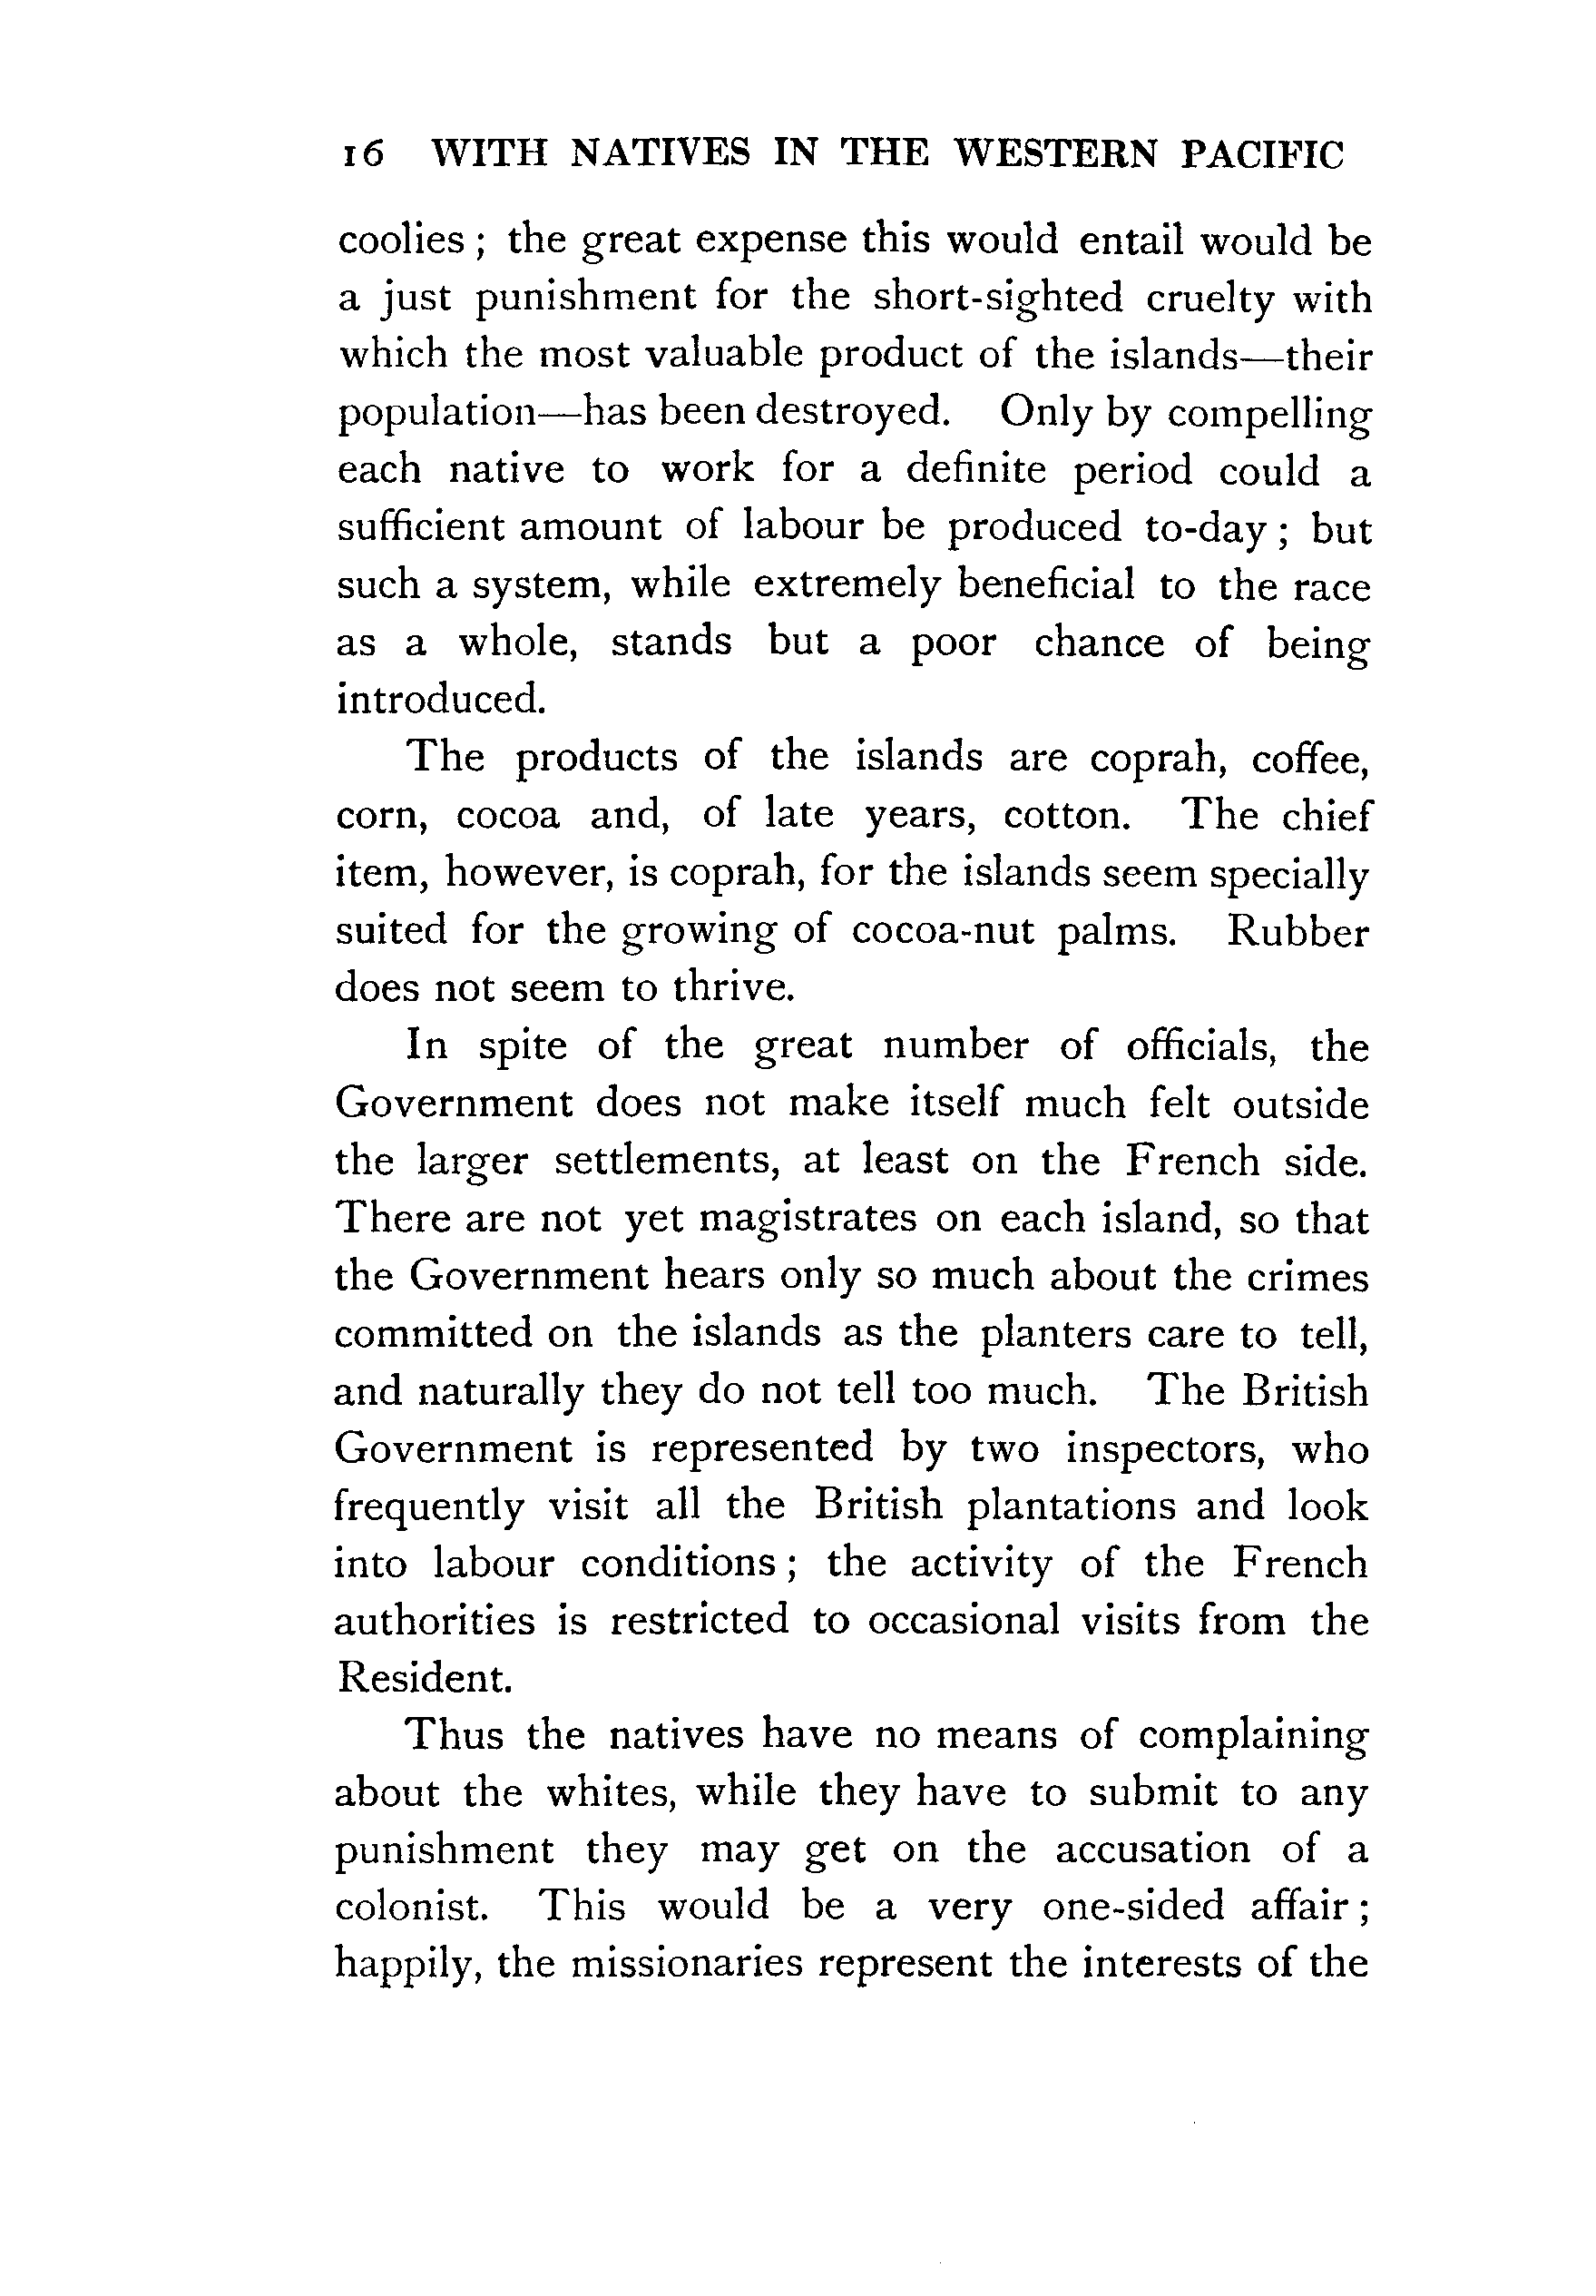 16 WITH NATIVES IN THE WESTERN PACIFIC
coolies ; the great expense this would entail would be
a just punishment for the short-sighted cruelty with
which the most valuable product of the islands—their
population—has been destroyed. Only by compelling
each native to work for a definite period could a
sufficient amount of labour be produced to-day ; but
such a system, while extremely beneficial to the race
as a whole, stands but a poor chance of being
introduced.
The products of the islands are coprah, coffee,
corn, cocoa and, of late years, cotton. The chief
item, however, is coprah, for the islands seem specially
suited for the growing of cocoa-nut palms. Rubber
does not seem to thrive.
In spite of the great number of officials, the
Government does not make itself much felt outside
the larger settlements, at least on the French side.
There are not yet magistrates on each island, so that
the Government hears only so much about the crimes
committed on the islands as the planters care to tell,
and naturally they do not tell too much. The British
Government is represented by two inspectors, who
frequently visit all the British plantations and look
into labour conditions ; the activity of the French
authorities is restricted to occasional visits from the
Resident.
Thus the natives have no means of complaining
about the whites, while they have to submit to any
punishment they may get on the accusation of a
colonist. This would be a very one-sided affair ;
happily, the missionaries represent the interests of the